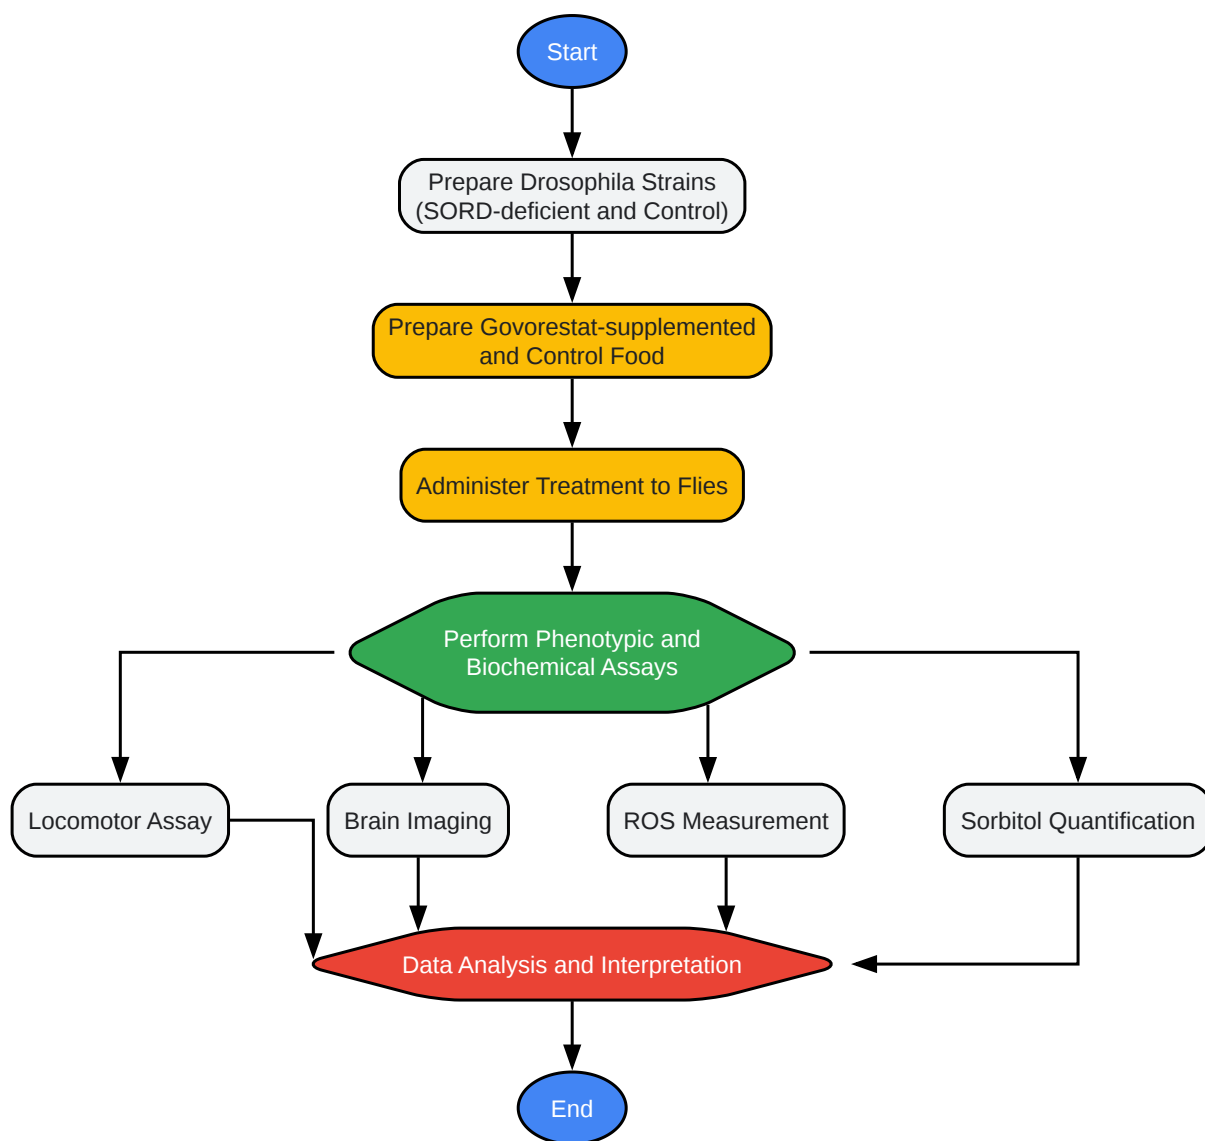 Start
Prepare Drosophila Strains
(SORD-deficient and Control)
Prepare Govorestat-supplemented
and Control Food
Administer Treatment to Flies
Perform Phenotypic and
Biochemical Assays
Locomotor Assay
Brain Imaging
ROS Measurement
Sorbitol Quantification
Data Analysis and Interpretation
End